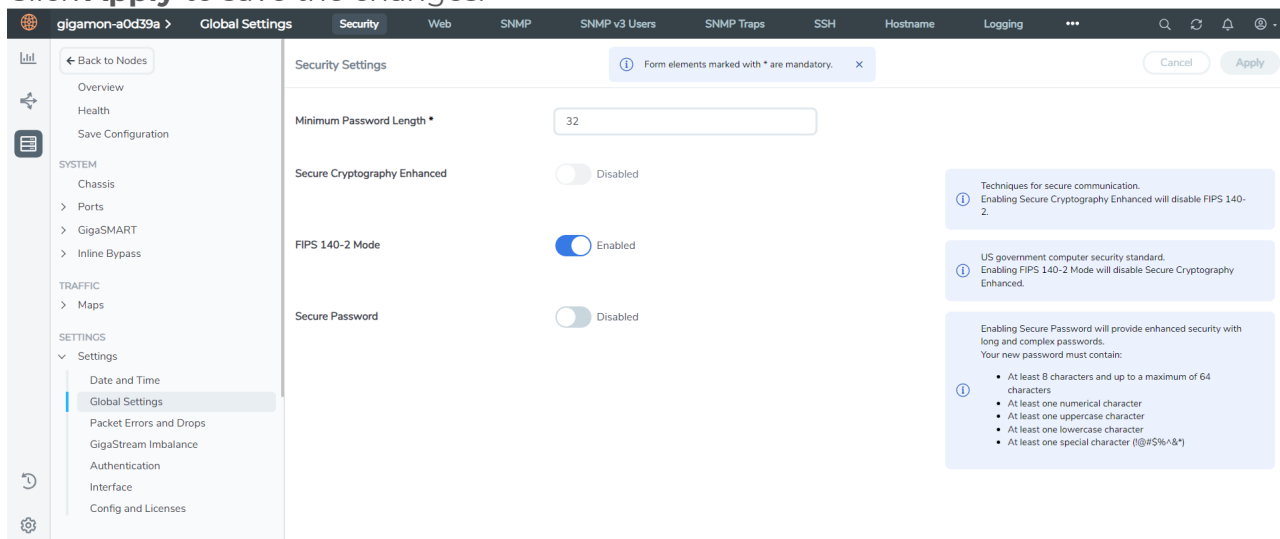 gigamon-a0d39a > Global Settings Security Web SNMP SNMP v3 Users SNMP Traps SSH Hostname Logging •••
← Back to Nodes
Overview
Health
Save Configuration
SYSTEM
Chassis
> Ports
> GigaSMART
> Inline Bypass
TRAFFIC
> Maps
SETTINGS
Settings
Date and Time
Global Settings
Packet Errors and Drops
GigaStream Imbalance
Authentication
Interface
Config and Licenses
Security Settings
Form elements marked with * are mandatory. ×
Cancel Apply
Minimum Password Length * 32
Secure Cryptography Enhanced Disabled
Techniques for secure communication.
Enabling Secure Cryptography Enhanced will disable FIPS 140-
2.
FIPS 140-2 Mode Enabled
US government computer security standard.
Enabling FIPS 140-2 Mode will disable Secure Cryptography
Enhanced.
Secure Password Disabled
Enabling Secure Password will provide enhanced security with
long and complex passwords.
Your new password must contain:
• At least 8 characters and up to a maximum of 64
characters
• At least one numerical character
• At least one uppercase character
• At least one lowercase character
• At least one special character (!@#$%^&*)